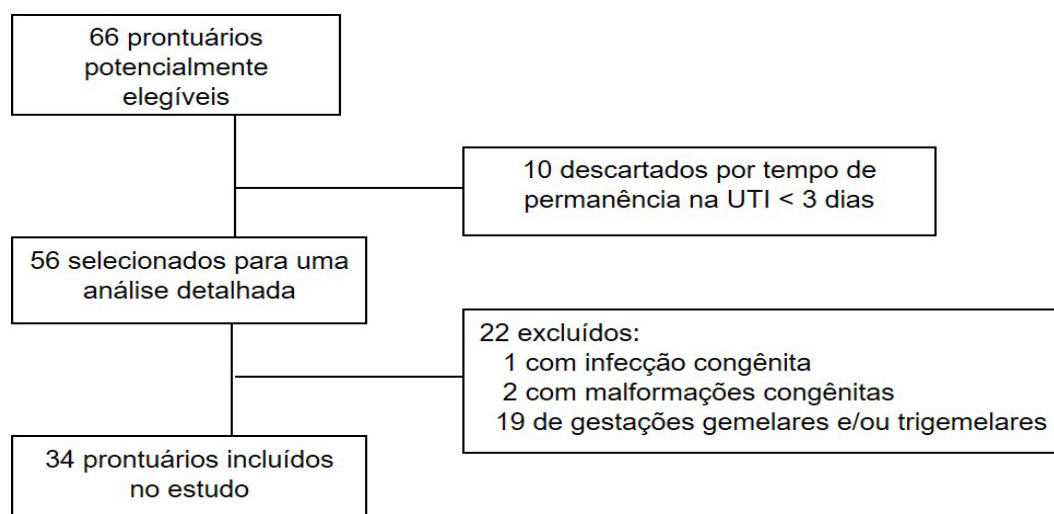 66 prontuários
potencialmente
elegíveis
10 descartados por tempo de
permanência na UTI < 3 dias
56 selecionados para uma
análise detalhada
22 excluídos:
1 com infecção congênita
2 com malformações congênitas
19 de gestações gemelares e/ou trigemelares
34 prontuários incluídos
no estudo